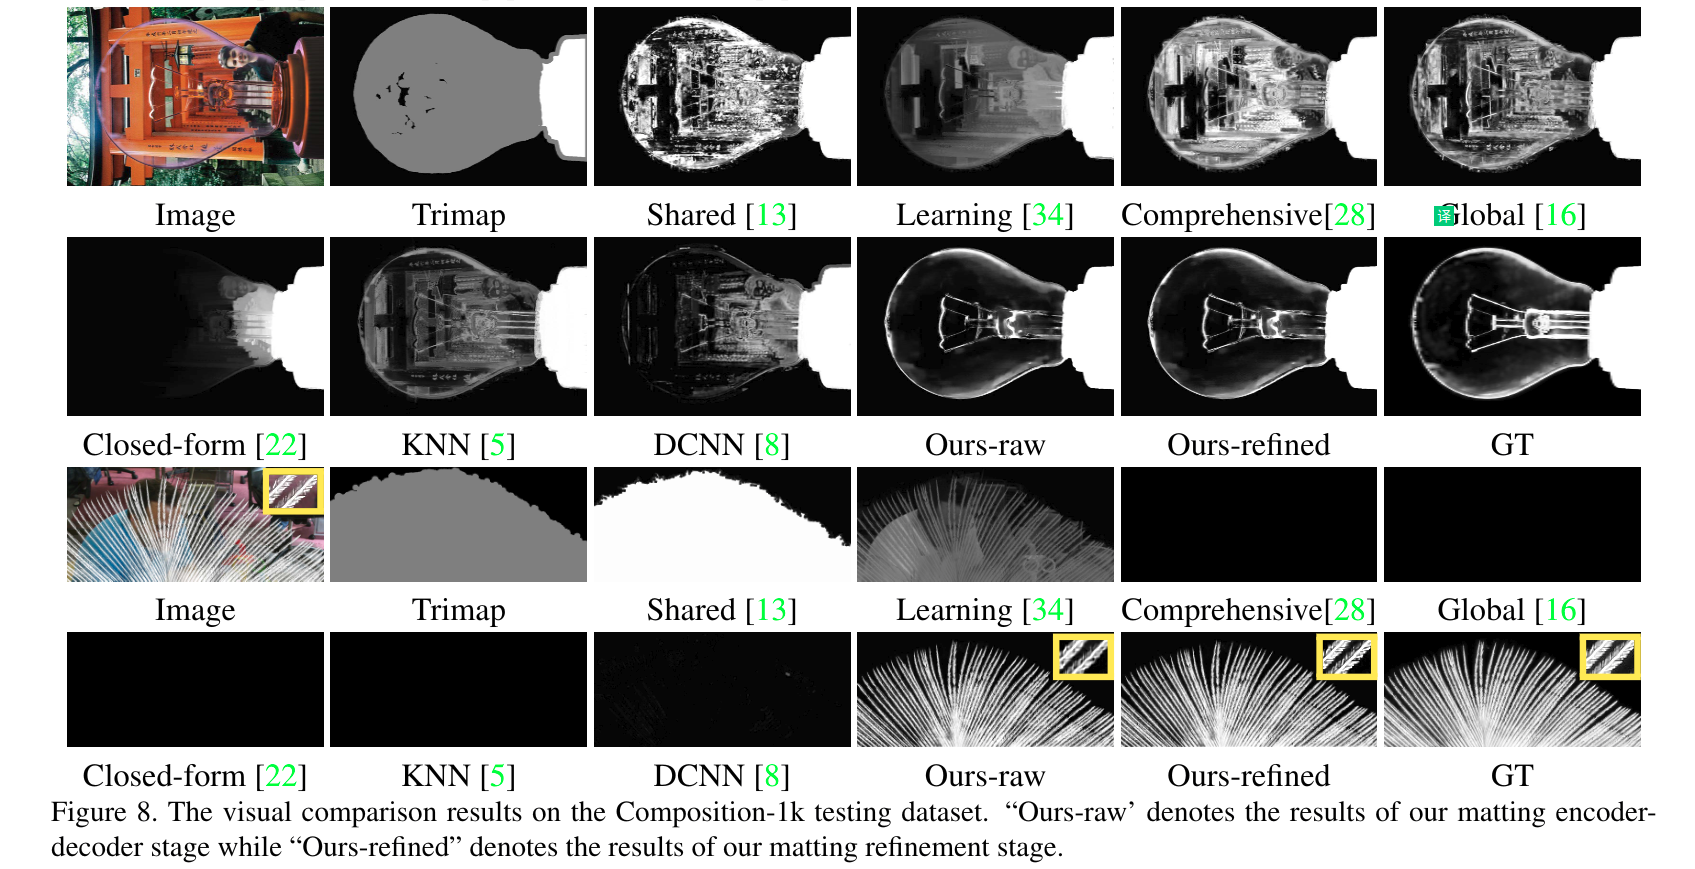 Image Trimap Shared [13] Learning [34] Comprehensive[28] 译 Global [16]
Closed-form [22] KNN [5] DCNN [8] Ours-raw Ours-refined GT
Image Trimap Shared [13] Learning [34] Comprehensive[28] Global [16]
Closed-form [22] KNN [5] DCNN [8] Ours-raw Ours-refined GT
Figure 8. The visual comparison results on the Composition-1k testing dataset. “Ours-raw’ denotes the results of our matting encoder-
decoder stage while “Ours-refined” denotes the results of our matting refinement stage.